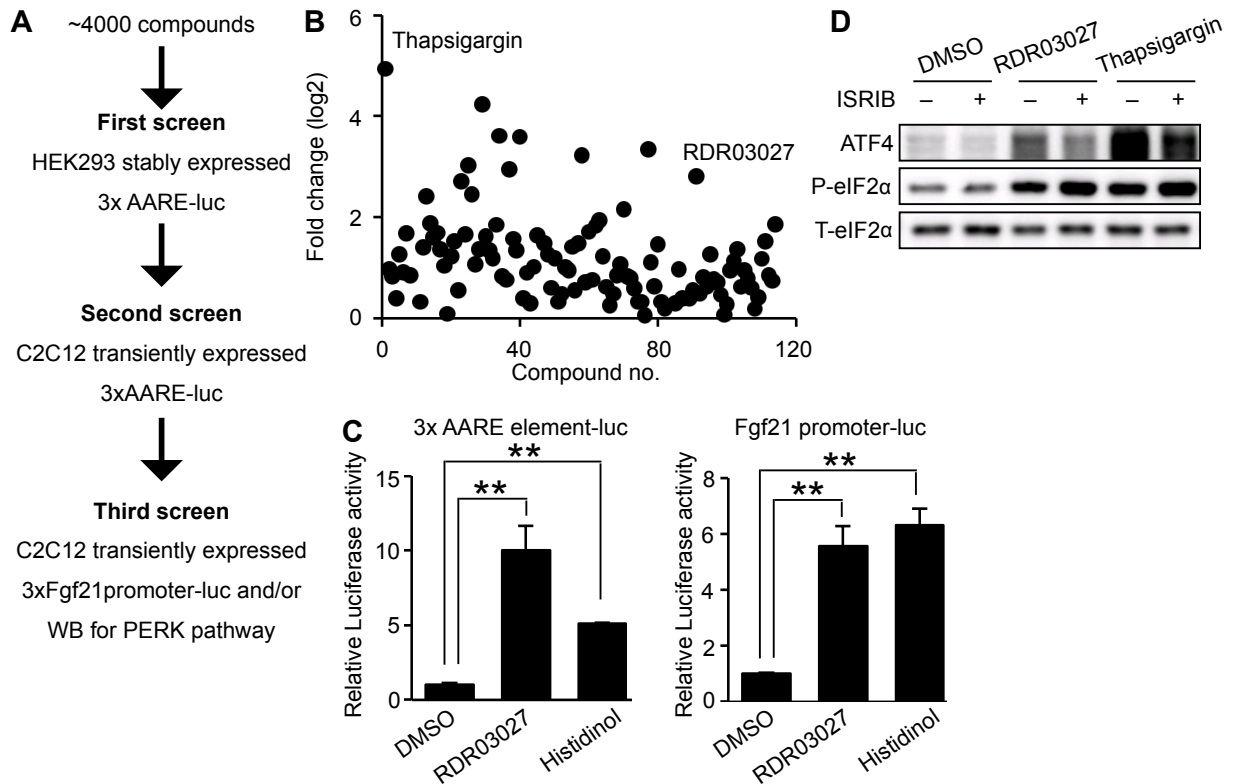 A
~4000 compounds
First screen
HEK293 stably expressed
3x AARE-luc
Second screen
C2C12 transiently expressed
3xAARE-luc
Third screen
C2C12 transiently expressed
3xFgf21promoter-luc and/or
WB for PERK pathway
B
Fold change (log2)
6
4
2
0
Thapsigargin
RDR03027
0
40
80
120
Compound no.
C
3x AARE element-luc
Relative Luciferase activity
15
10
5
0
**
**
DMSO
RDR03027
Histidinol
Fgf21 promoter-luc
Relative Luciferase activity
8
6
4
2
0
**
**
DMSO
RDR03027
Histidinol
D
DMSO
RDR03027
Thapsigargin
ISRIB – + – + – +
ATF4
P-eIF2α
T-eIF2α